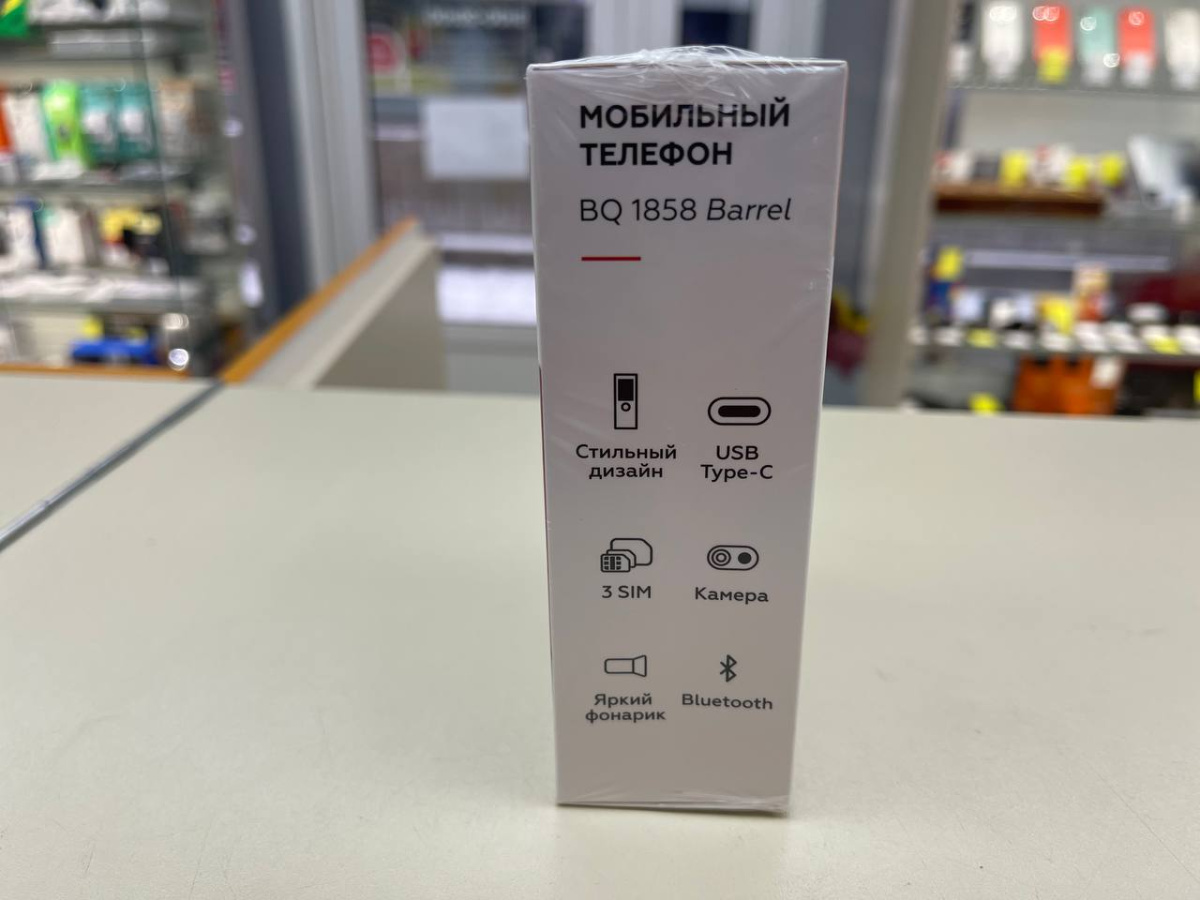 МОБИЛЬНЫЙ
ТЕЛЕФОН
BQ 1858 Barrel
Стильный
дизайн
USB
Type-C
3 SIM
Камера
Яркий
фонарик
Bluetooth